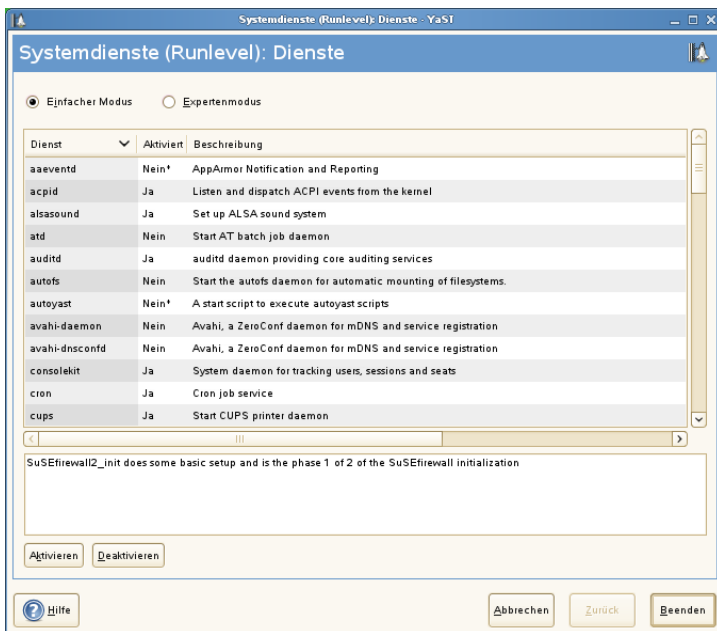 Systemdienste (Runlevel): Dienste - YaST
Systemdienste (Runlevel): Dienste
Einfacher Modus Expertenmodus
Dienst Aktiviert Beschreibung
aaeventd Nein* AppArmor Notification and Reporting
acpid Ja Listen and dispatch ACPI events from the kernel
alsasound Ja Set up ALSA sound system
atd Nein Start AT batch job daemon
auditd Ja auditd daemon providing core auditing services
autofs Nein Start the autofs daemon for automatic mounting of filesystems.
autoyast Nein* A start script to execute autoyast scripts
avahi-daemon Nein Avahi, a ZeroConf daemon for mDNS and service registration
avahi-dnsconfd Nein Avahi, a ZeroConf daemon for mDNS and service registration
consolekit Ja System daemon for tracking users, sessions and seats
cron Ja Cron job service
cups Ja Start CUPS printer daemon
SuSEfirewall2_init does some basic setup and is the phase 1 of 2 of the SuSEfirewall initialization
Aktivieren Deaktivieren
Hilfe Abbrechen Zurück Beenden